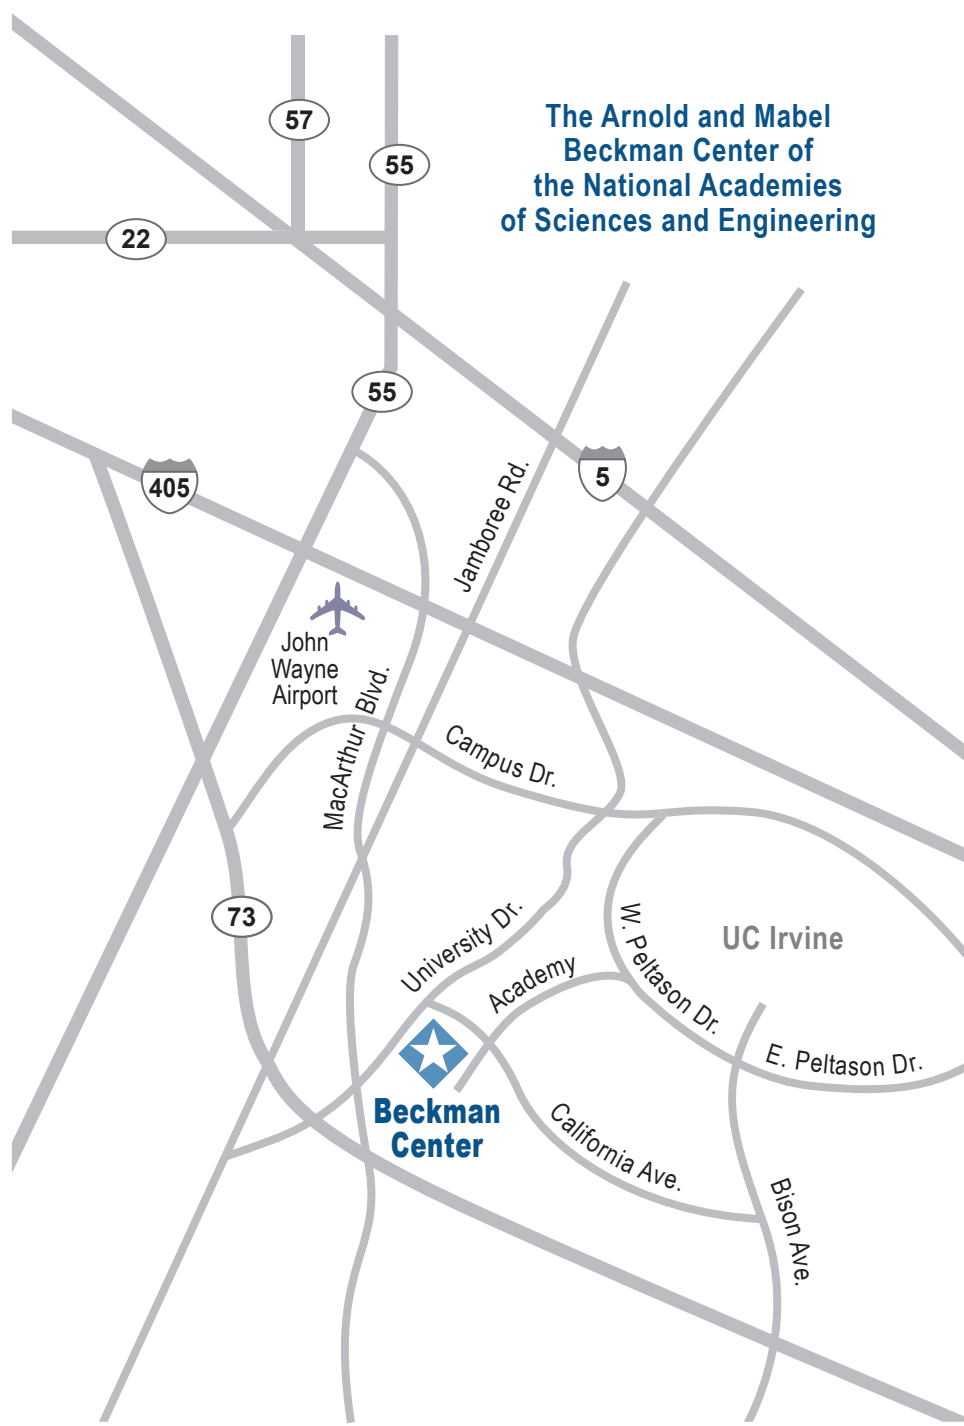 The Arnold and Mabel
Beckman Center of
the National Academies
of Sciences and Engineering
57
55
22
55
405
5
Jamboree Rd.
John
Wayne
Airport
MacArthur Blvd.
Campus Dr.
73
University Dr.
Academy
W. Peltason Dr.
UC Irvine
E. Peltason Dr.
Beckman
Center
California Ave.
Bison Ave.